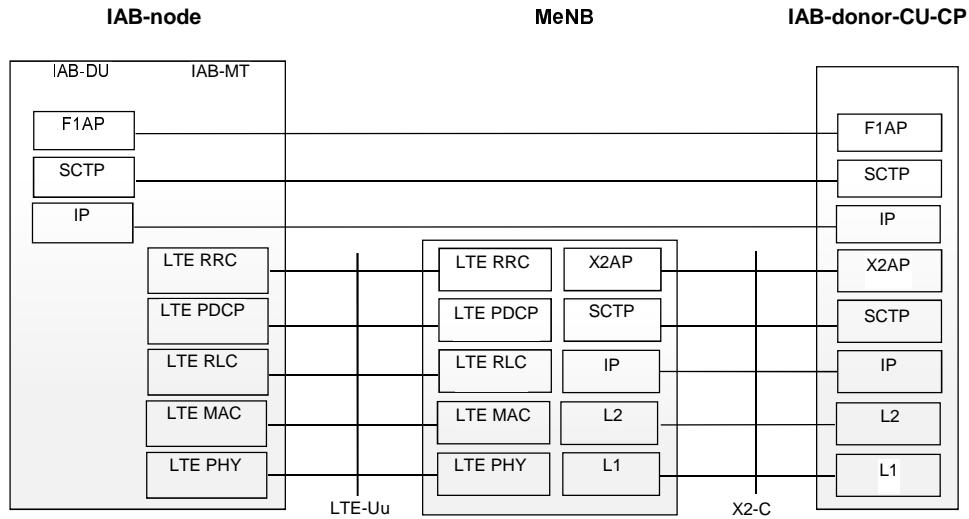 IAB-node MeNB IAB-donor-CU-CP
IAB-DU IAB-MT
F1AP F1AP
SCTP SCTP
IP IP
LTE RRC LTE RRC X2AP X2AP
LTE PDCP LTE PDCP SCTP SCTP
LTE RLC LTE RLC IP IP
LTE MAC LTE MAC L2 L2
LTE PHY LTE PHY L1 L1
LTE-Uu X2-C